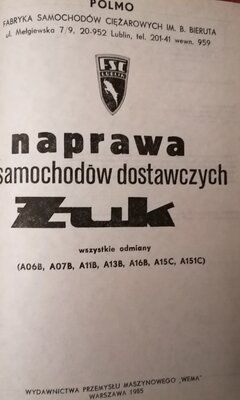 POLMO
FABRYKA SAMOCHODÓW CIĘŻAROWYCH IM. B. BIERUTA
ul. Mełgiewska 7/9, 20-952 Lublin, tel. 201-41 wewn. 959
FSC
LUBLIN
naprawa
samochodów dostawczych
Żuk
wszystkie odmiany
(A06B, A07B, A11B, A13B, A16B, A15C, A151C)
WYDAWNICTWA PRZEMYSŁU MASZYNOWEGO „WEMA”
WARSZAWA 1985